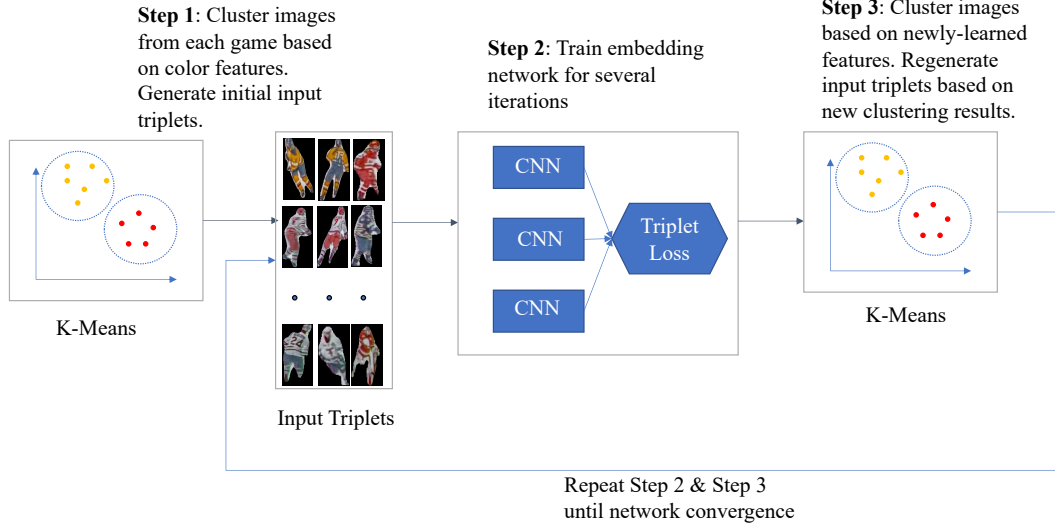 Step 1: Cluster images
from each game based
on color features.
Generate initial input
triplets.
Step 2: Train embedding
network for several
iterations
Step 3: Cluster images
based on newly-learned
features. Regenerate
input triplets based on
new clustering results.
CNN
CNN
CNN
Triplet
Loss
K-Means
Input Triplets
K-Means
Repeat Step 2 & Step 3
until network convergence